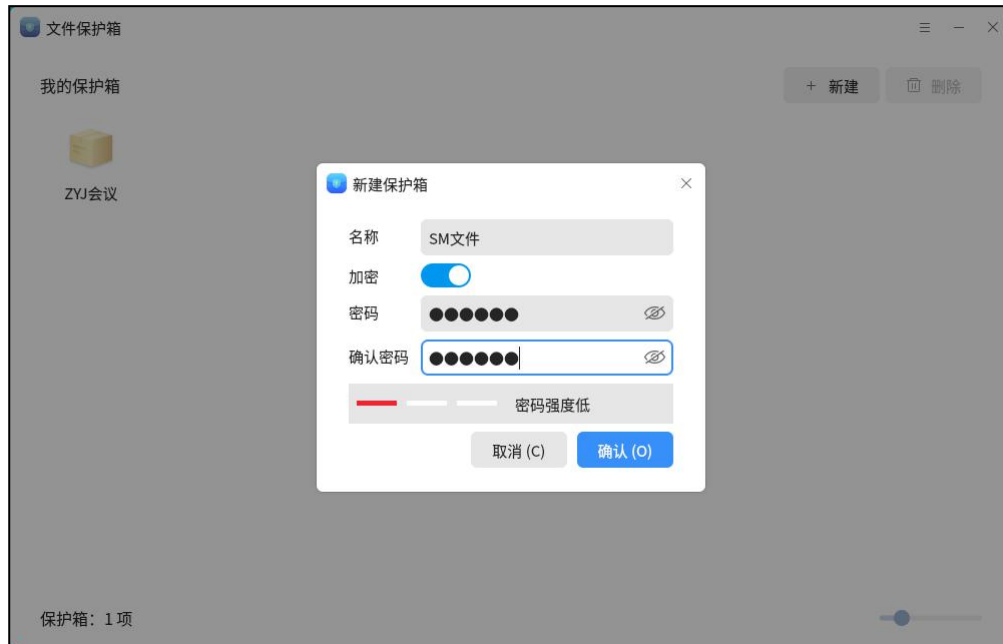 文件保护箱
我的保护箱
+ 新建
删除
ZYJ会议
新建保护箱
名称 SM文件
加密
密码 ●●●●●●
确认密码 ●●●●●●
密码强度低
取消 (C) 确认 (O)
保护箱：1项